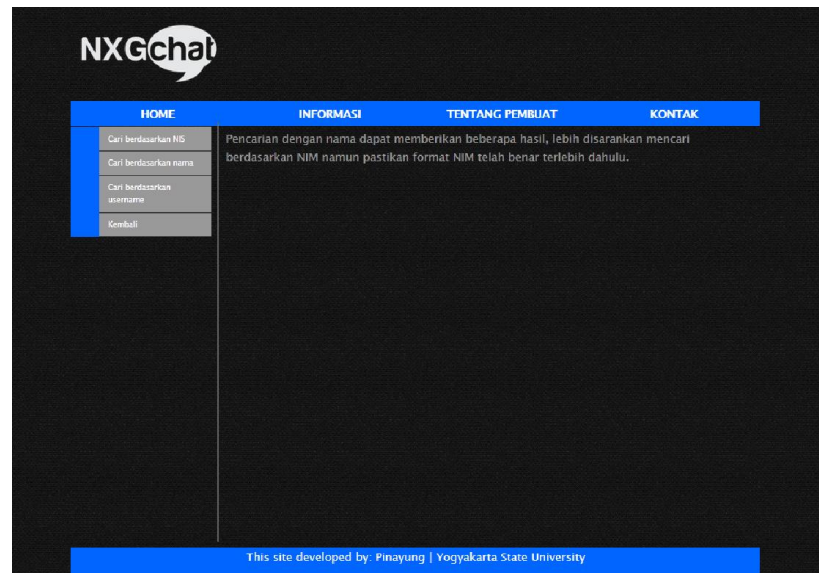 NXGchat
HOME INFORMASI TENTANG PEMBUAT KONTAK
Cari berdasarkan NIS
Cari berdasarkan nama
Cari berdasarkan
username
Kembali
Pencarian dengan nama dapat memberikan beberapa hasil, lebih disarankan mencari
berdasarkan NIM namun pastikan format NIM telah benar terlebih dahulu.
This site developed by: Pinayung | Yogyakarta State University